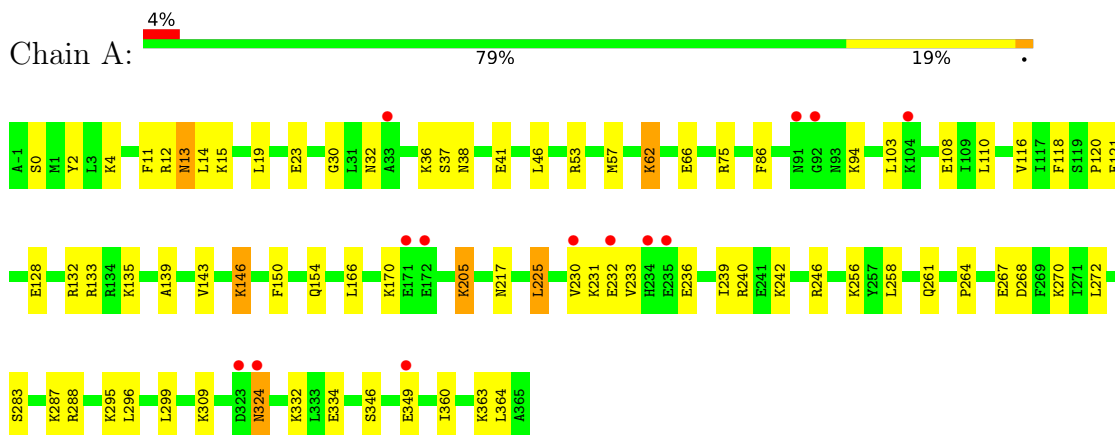 4%
Chain A:
79% 19% •
A-1 S0 M1 Y2 L3 K4 F11 R12 N13 L14 K15 L19 E23 G30 L31 N32 A33 K36 S37 N38 E41 L46 R53 M57 K62 E66 R75 F86 N91 G92 N93 K94 L103 K104 E108 I109 L110 V116 I117 F118 S119 P120
E128 R132 R133 R134 K135 A139 V143 K146 F150 Q154 L166 K170 E171 E172 K205 N217 L225 V230 K231 E232 V233 H234 E235 E236 I239 R240 E241 K242 R246 K256 Y257 L258 Q261 P264 E267 D268 F269 K270 I271 L272
S283 K287 R288 K295 L296 L299 K309 D323 N324 K332 L333 E334 S346 E349 I360 K363 L364 A365